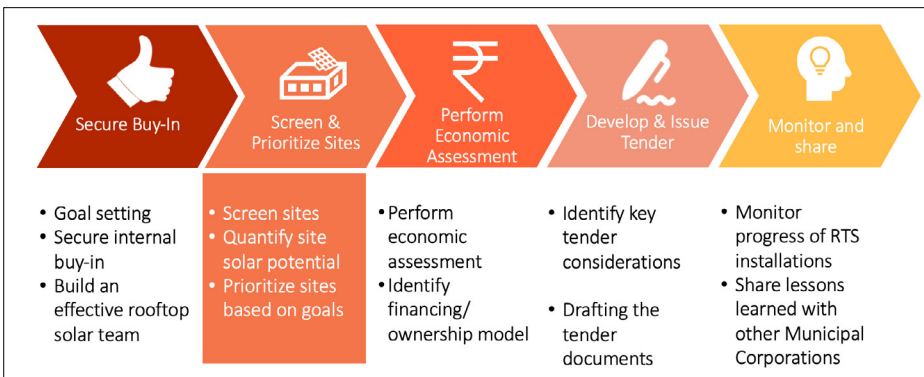 Secure Buy-In
Screen &
Prioritize Sites
Perform
Economic
Assessment
Develop & Issue
Tender
Monitor and
share
• Goal setting
• Secure internal
buy-in
• Build an
effective rooftop
solar team
• Screen sites
• Quantify site
solar potential
• Prioritize sites
based on goals
• Perform
economic
assessment
• Identify
financing/
ownership model
• Identify key
tender
considerations
• Drafting the
tender
documents
• Monitor
progress of RTS
installations
• Share lessons
learned with
other Municipal
Corporations